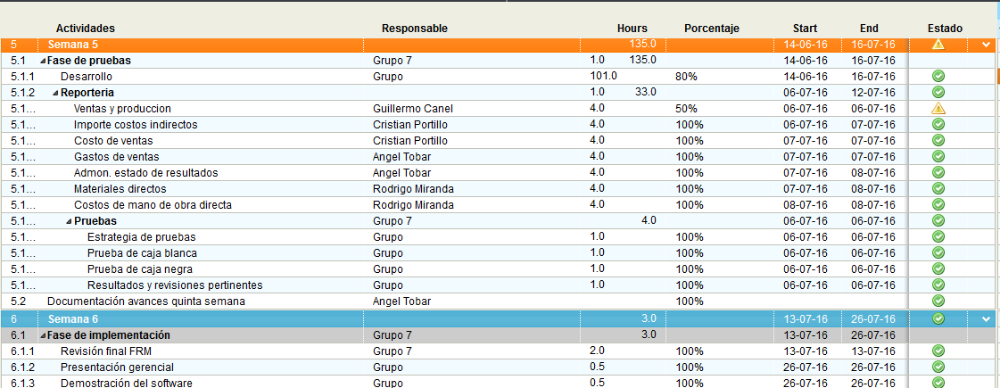 Actividades Responsable Hours Porcentaje Start End Estado
5 Semana 5 135.0 14-06-16 16-07-16
5.1 Fase de pruebas Grupo 7 1.0 135.0 14-06-16 16-07-16
5.1.1 Desarrollo Grupo 101.0 80% 14-06-16 16-07-16
5.1.2 Reporteria 1.0 33.0 06-07-16 12-07-16
5.1... Ventas y produccion Guillermo Canel 4.0 50% 06-07-16 06-07-16
5.1... Importe costos indirectos Cristian Portillo 4.0 100% 06-07-16 07-07-16
5.1... Costo de ventas Cristian Portillo 4.0 100% 07-07-16 07-07-16
5.1... Gastos de ventas Angel Tobar 4.0 100% 07-07-16 07-07-16
5.1... Admon. estado de resultados Angel Tobar 4.0 100% 07-07-16 08-07-16
5.1... Materiales directos Rodrigo Miranda 4.0 100% 07-07-16 08-07-16
5.1... Costos de mano de obra directa Rodrigo Miranda 4.0 100% 08-07-16 08-07-16
5.1... Pruebas Grupo 7 4.0 06-07-16 06-07-16
5.1... Estrategia de pruebas Grupo 1.0 100% 06-07-16 06-07-16
5.1... Prueba de caja blanca Grupo 1.0 100% 06-07-16 06-07-16
5.1... Prueba de caja negra Grupo 1.0 100% 06-07-16 06-07-16
5.1... Resultados y revisiones pertinentes Grupo 1.0 100% 06-07-16 06-07-16
5.2 Documentación avances quinta semana Angel Tobar 100%
6 Semana 6 3.0 13-07-16 26-07-16
6.1 Fase de implementación Grupo 7 3.0 13-07-16 26-07-16
6.1.1 Revisión final FRM Grupo 7 2.0 100% 13-07-16 13-07-16
6.1.2 Presentación gerencial Grupo 0.5 100% 26-07-16 26-07-16
6.1.3 Demostración del software Grupo 0.5 100% 26-07-16 26-07-16